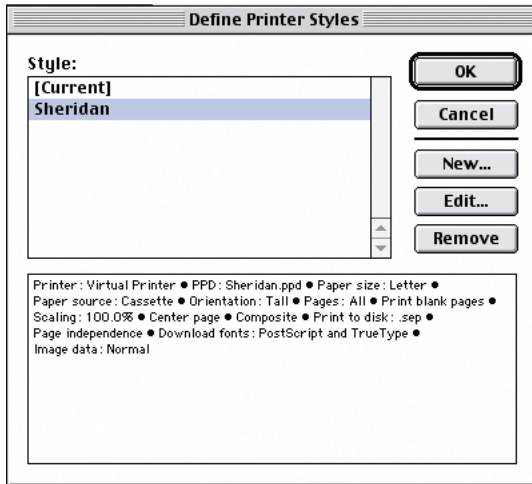 Define Printer Styles
Style:
[Current]
Sheridan
OK
Cancel
New...
Edit...
Remove
Printer: Virtual Printer ● PPD: Sheridan.ppd ● Paper size: Letter ●
Paper source: Cassette ● Orientation: Tall ● Pages: All ● Print blank pages ●
Scaling: 100.0% ● Center page ● Composite ● Print to disk: .sep ●
Page independence ● Download fonts: PostScript and TrueType ●
Image data: Normal